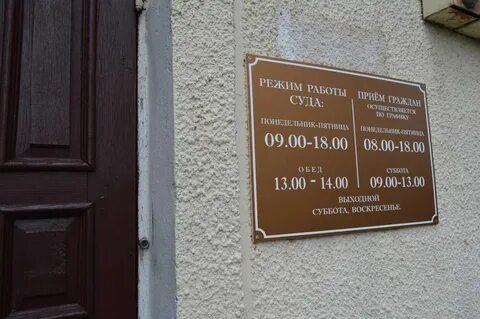 РЕЖИМ РАБОТЫ
СУДА:
ПОНЕДЕЛЬНИК-ПЯТНИЦА
09.00-18.00
ОБЕД
13.00 - 14.00
ПРИЁМ ГРАЖДАН
ОСУЩЕСТВЛЯЕТСЯ
ПО ГРАФИКУ
ПОНЕДЕЛЬНИК-ПЯТНИЦА
08.00-18.00
СУББОТА
09.00-13.00
ВЫХОДНОЙ
СУББОТА, ВОСКРЕСЕНЬЕ.